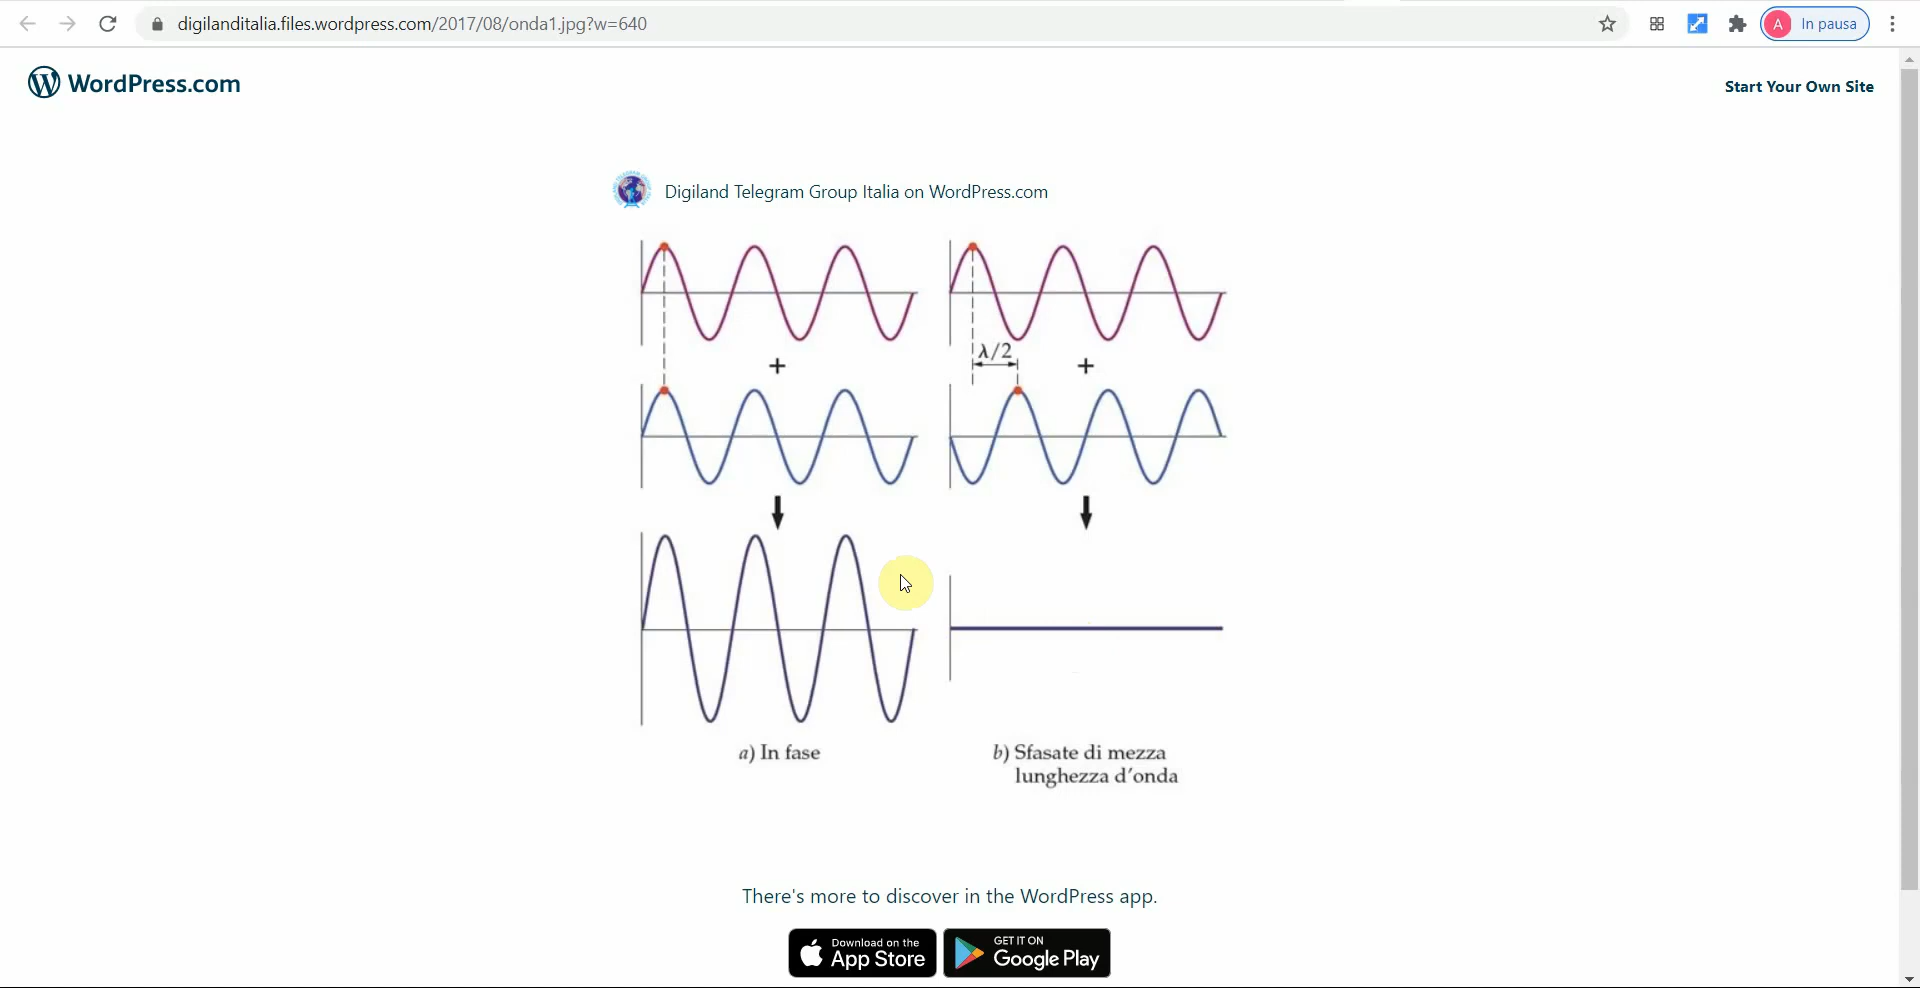 digilanditalia.files.wordpress.com/2017/08/onda1.jpg?w=640
A In pausa
WordPress.com
Start Your Own Site
Digiland Telegram Group Italia on WordPress.com
λ/2
+ +
a) In fase
b) Sfasate di mezza
lunghezza d'onda
There's more to discover in the WordPress app.
Download on the
App Store
GET IT ON
Google Play